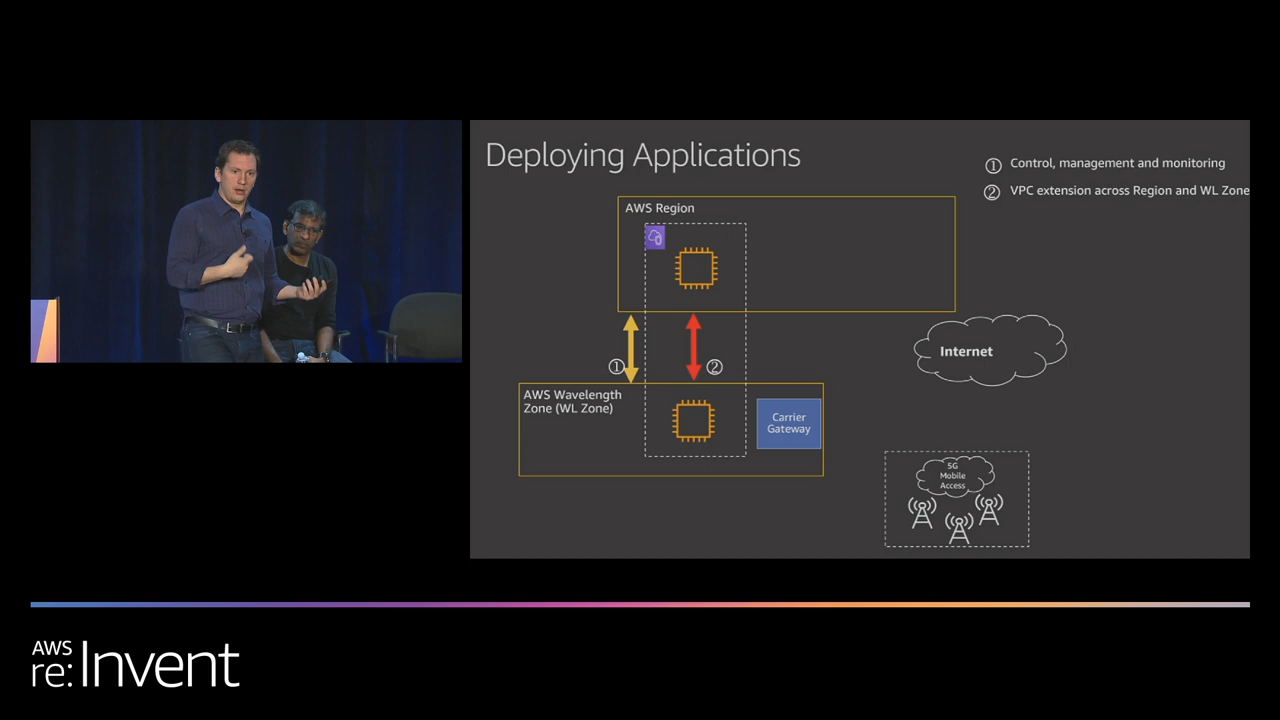 Deploying Applications
① Control, management and monitoring
② VPC extension across Region and WL Zone
AWS Region
①
②
Internet
AWS Wavelength
Zone (WL Zone)
Carrier
Gateway
5G
Mobile
Access
AWS
re:Invent